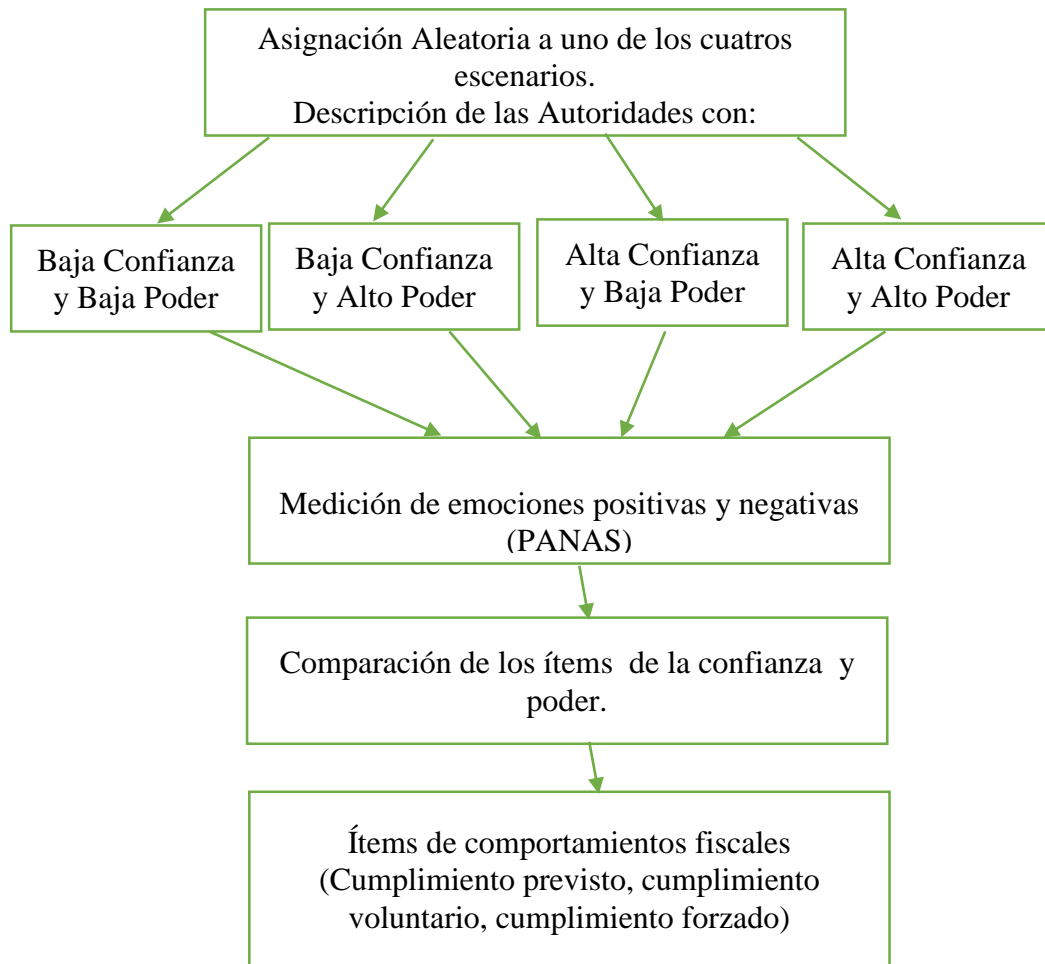 Asignación Aleatoria a uno de los cuatros
escenarios.
Descripción de las Autoridades con:
Baja Confianza
y Baja Poder
Baja Confianza
y Alto Poder
Alta Confianza
y Baja Poder
Alta Confianza
y Alto Poder
Medición de emociones positivas y negativas
(PANAS)
Comparación de los ítems de la confianza y
poder.
Ítems de comportamientos fiscales
(Cumplimiento previsto, cumplimiento
voluntario, cumplimiento forzado)